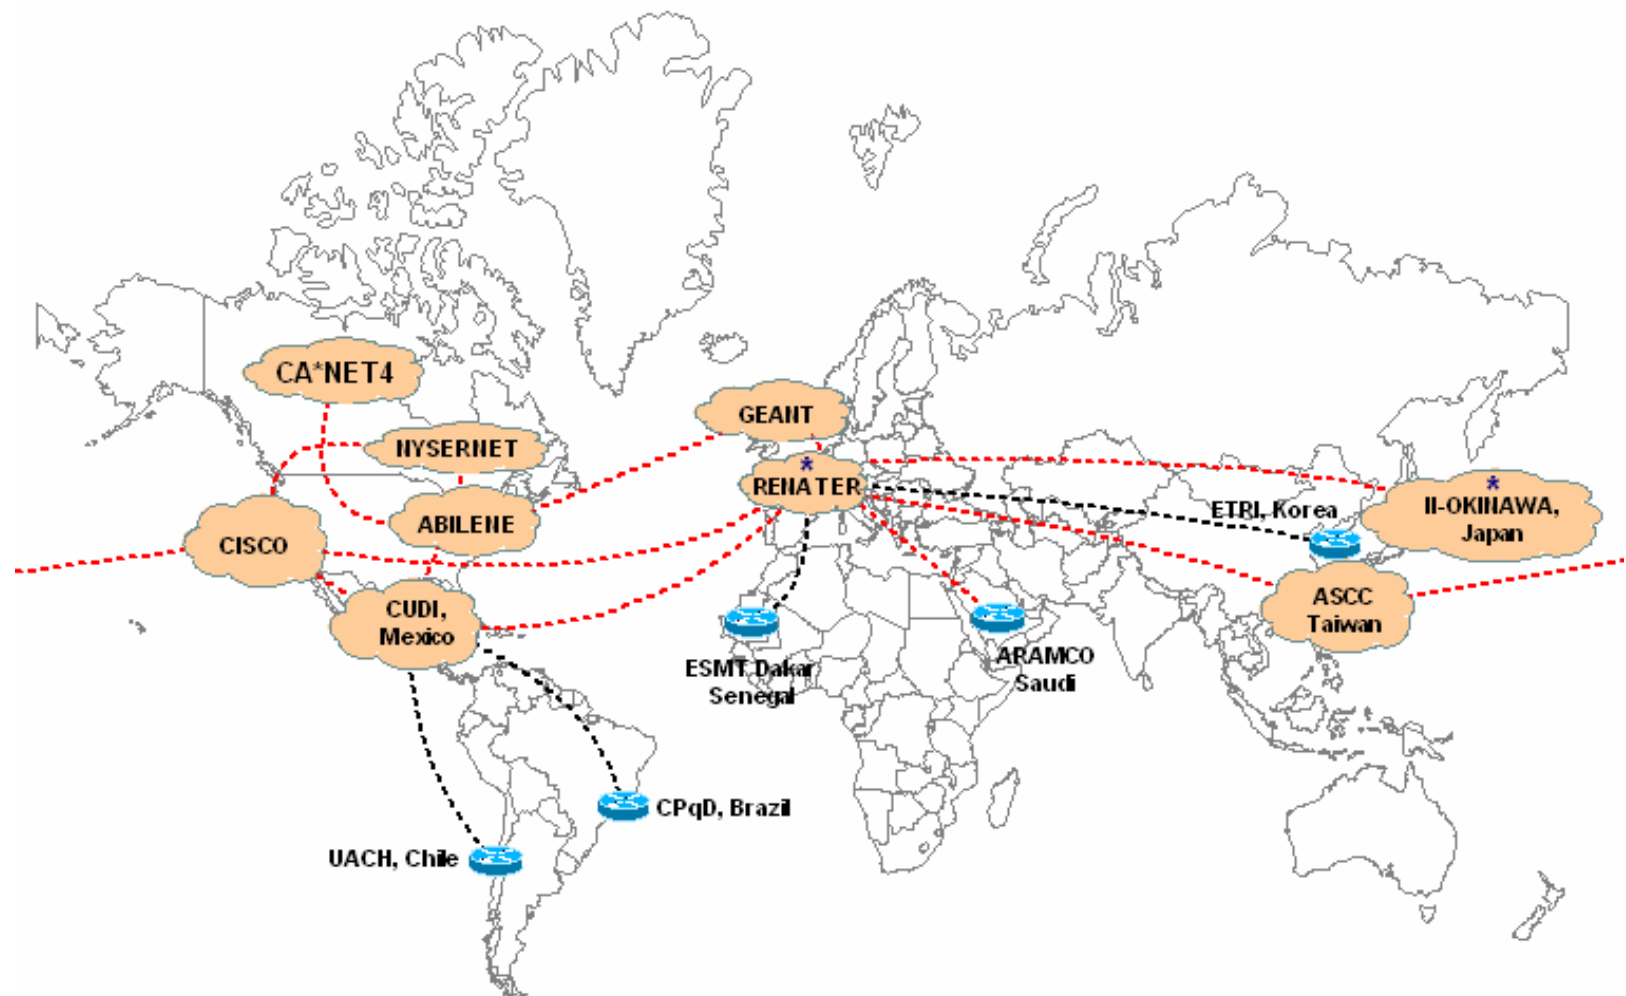 CA*NET4
GEANT
NYSERNET
*
RENATER
*
II-OKINAWA,
Japan
ETRI, Korea
ABILENE
CISCO
ASCC
Taiwan
CUDI,
Mexico
ESMT Dakar
Senegal
ARAMCO
Saudi
CPqD, Brazil
UACH, Chile